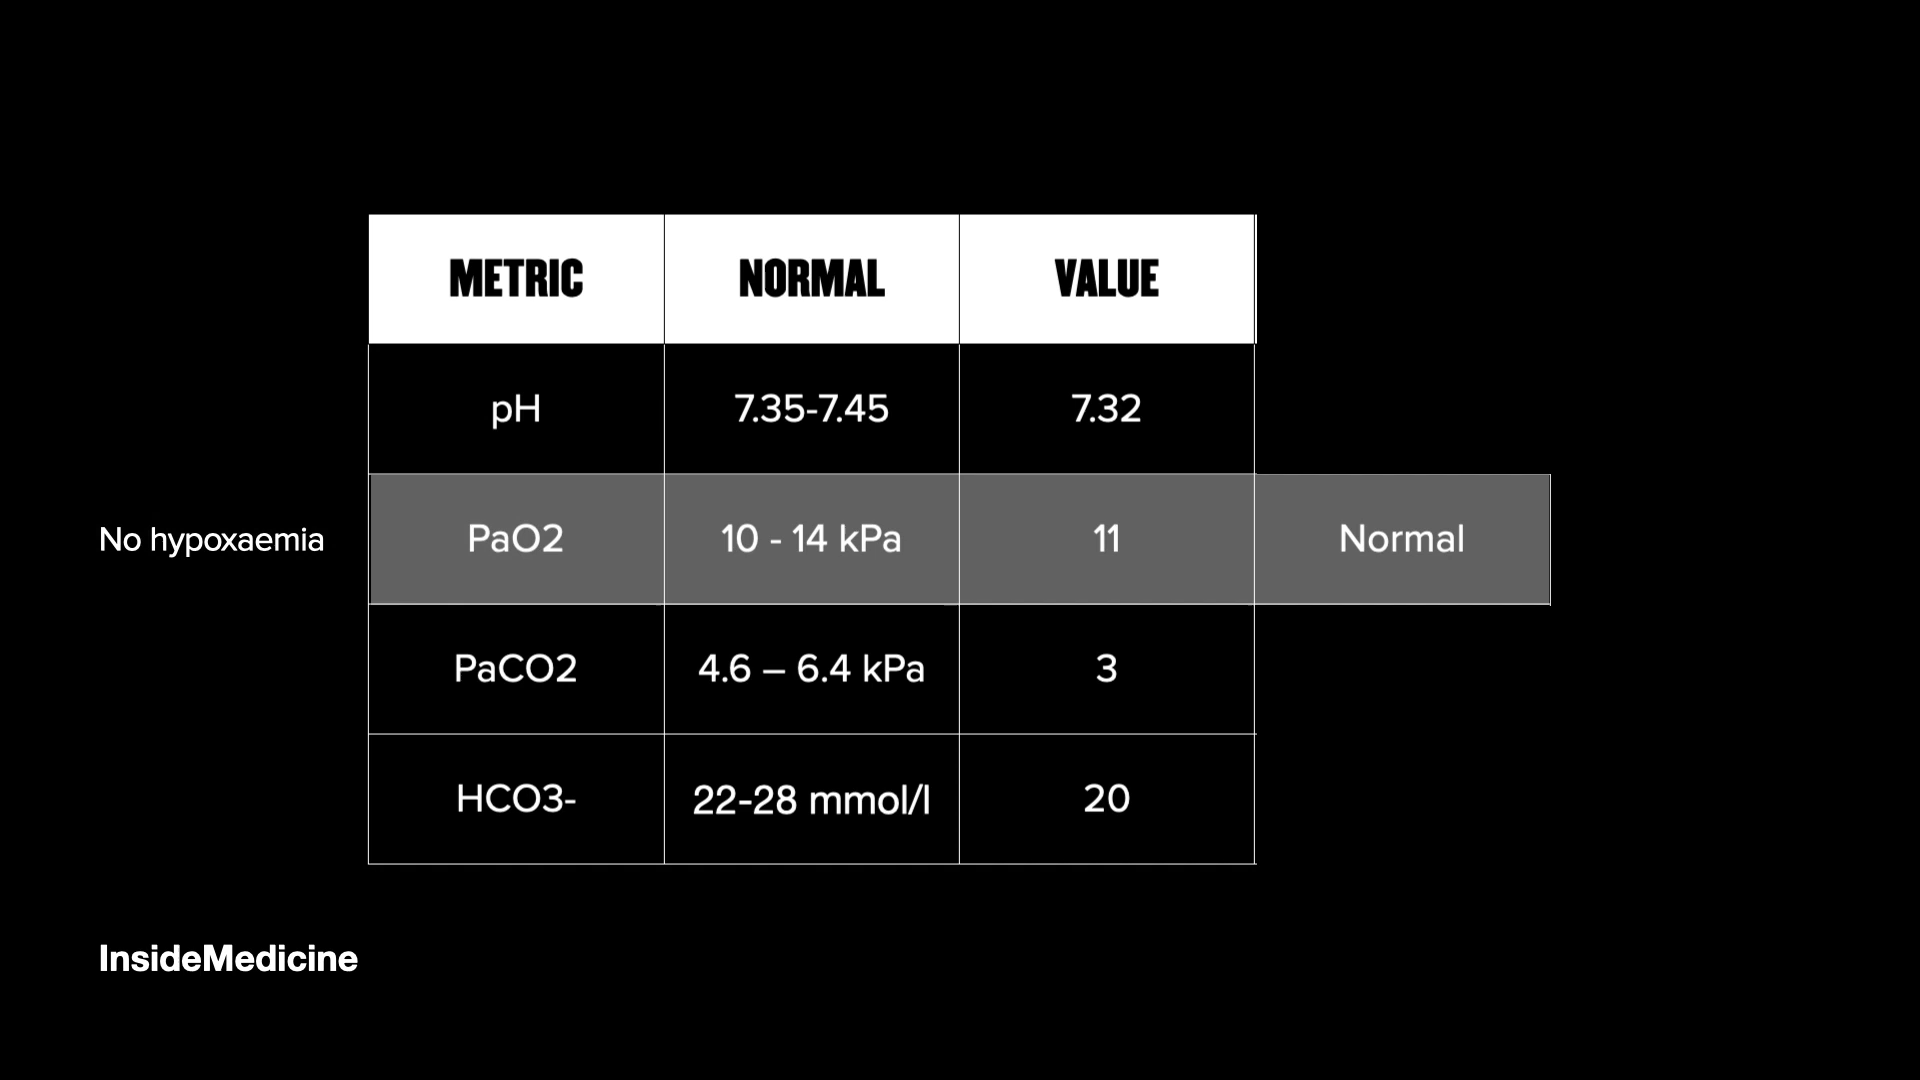 METRIC NORMAL VALUE
pH 7.35-7.45 7.32
No hypoxaemia PaO2 10 - 14 kPa 11 Normal
PaCO2 4.6 – 6.4 kPa 3
HCO3- 22-28 mmol/l 20
InsideMedicine